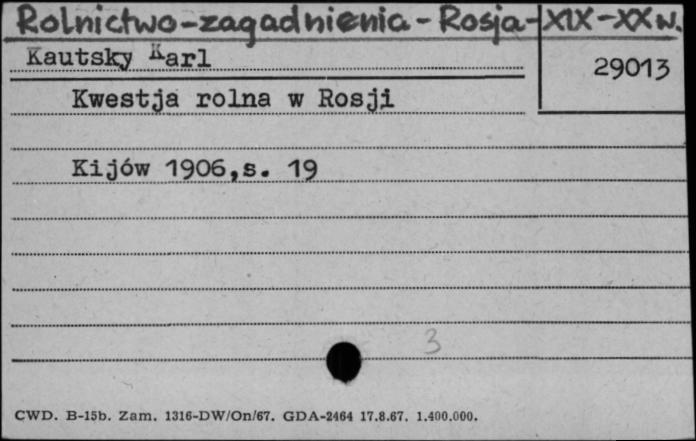 Rolnictwo-zagadnienia-Rosja-XIX-XX w.
Kautsky Karl
29013
Kwestja rolna w Rosji
Kijów 1906,s. 19
3
CWD. B-15b. Zam. 1316-DW/On/67. GDA-2464 17.8.67. 1.400.000.